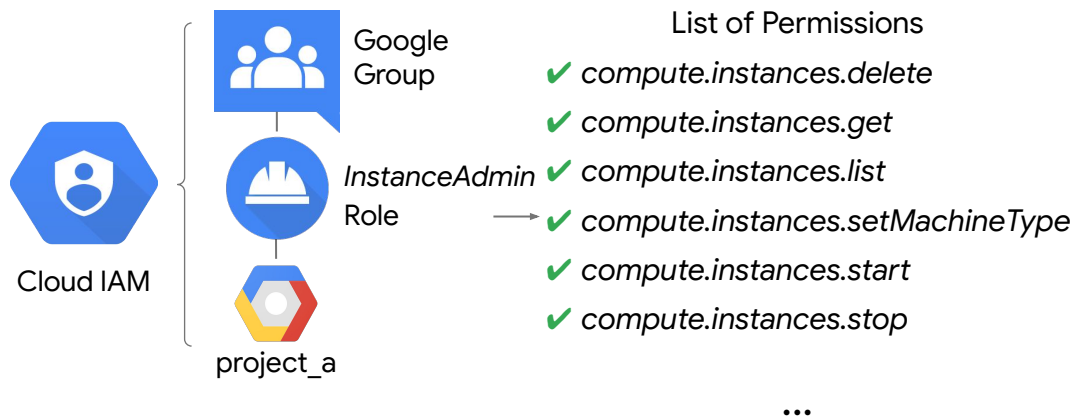 Google
Group
InstanceAdmin
Role
project_a
Cloud IAM
List of Permissions
✔ compute.instances.delete
✔ compute.instances.get
✔ compute.instances.list
✔ compute.instances.setMachineType
✔ compute.instances.start
✔ compute.instances.stop
...